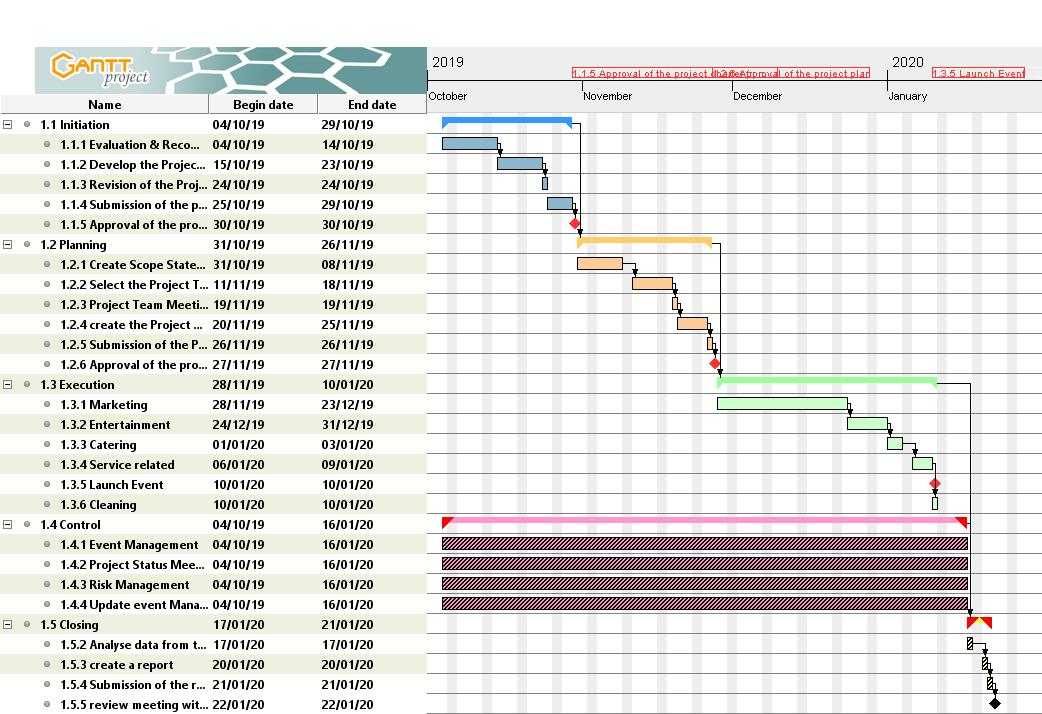 GANTT
project
2019 2020
1.1.5 Approval of the project 1.2.6 Approval of the project plan 1.3.5 Launch Event
October November December January
Name Begin date End date
1.1 Initiation 04/10/19 29/10/19
1.1.1 Evaluation & Reco... 04/10/19 14/10/19
1.1.2 Develop the Projec... 15/10/19 23/10/19
1.1.3 Revision of the Proj... 24/10/19 24/10/19
1.1.4 Submission of the p... 25/10/19 29/10/19
1.1.5 Approval of the pro... 30/10/19 30/10/19
1.2 Planning 31/10/19 26/11/19
1.2.1 Create Scope State... 31/10/19 08/11/19
1.2.2 Select the Project T... 11/11/19 18/11/19
1.2.3 Project Team Meeti... 19/11/19 19/11/19
1.2.4 create the Project ... 20/11/19 25/11/19
1.2.5 Submission of the P... 26/11/19 26/11/19
1.2.6 Approval of the pro... 27/11/19 27/11/19
1.3 Execution 28/11/19 10/01/20
1.3.1 Marketing 28/11/19 23/12/19
1.3.2 Entertainment 24/12/19 31/12/19
1.3.3 Catering 01/01/20 03/01/20
1.3.4 Service related 06/01/20 09/01/20
1.3.5 Launch Event 10/01/20 10/01/20
1.3.6 Cleaning 10/01/20 10/01/20
1.4 Control 04/10/19 16/01/20
1.4.1 Event Management 04/10/19 16/01/20
1.4.2 Project Status Mee... 04/10/19 16/01/20
1.4.3 Risk Management 04/10/19 16/01/20
1.4.4 Update event Mana... 04/10/19 16/01/20
1.5 Closing 17/01/20 21/01/20
1.5.2 Analyse data from t... 17/01/20 17/01/20
1.5.3 create a report 20/01/20 20/01/20
1.5.4 Submission of the r... 21/01/20 21/01/20
1.5.5 review meeting wit... 22/01/20 22/01/20